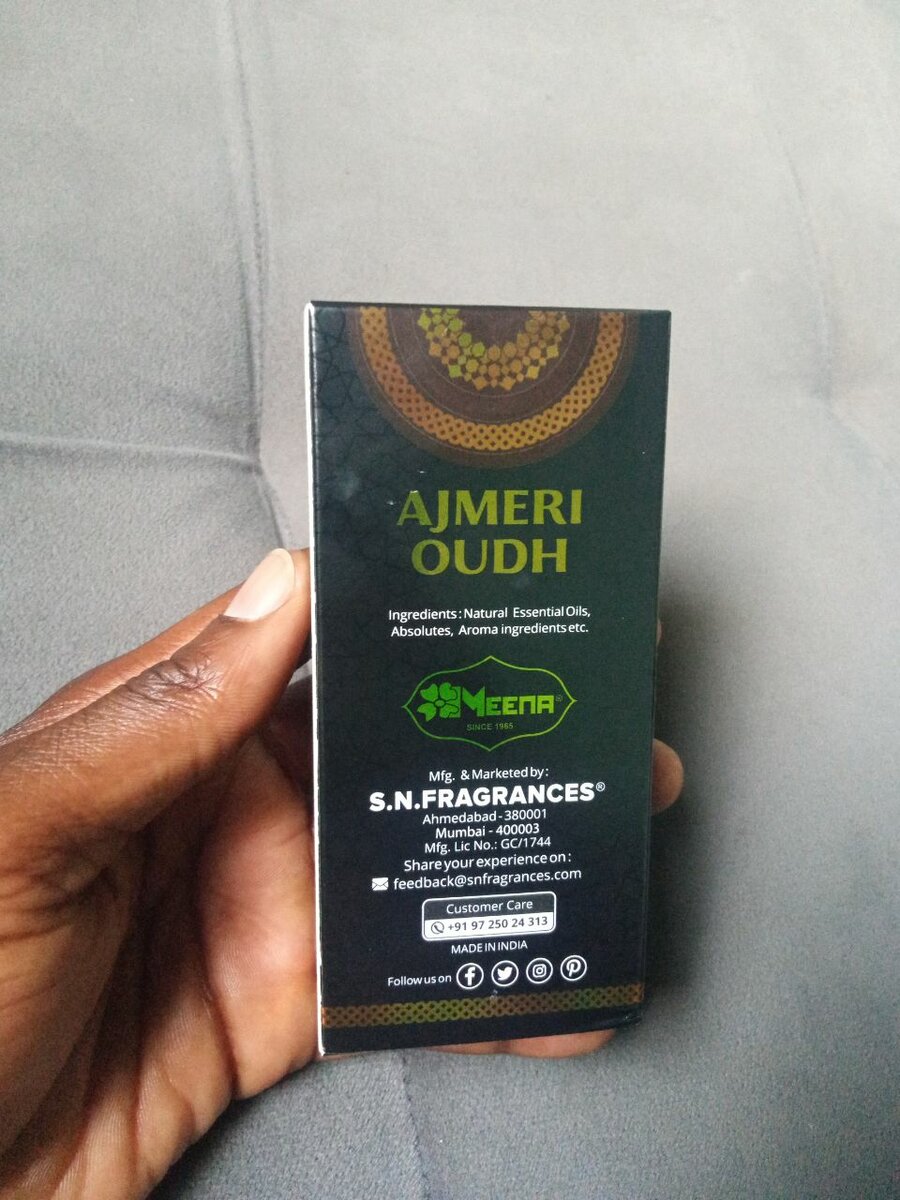 AJMERI
OUDH
Ingredients : Natural Essential Oils,
Absolutes, Aroma ingredients etc.
MEENA®
SINCE 1965
Mfg. & Marketed by :
S.N.FRAGRANCES®
Ahmedabad - 380001
Mumbai - 400003
Mfg. Lic No.: GC/1744
Share your experience on :
feedback@snfragrances.com
Customer Care
+91 97 250 24 313
MADE IN INDIA
Follow us on